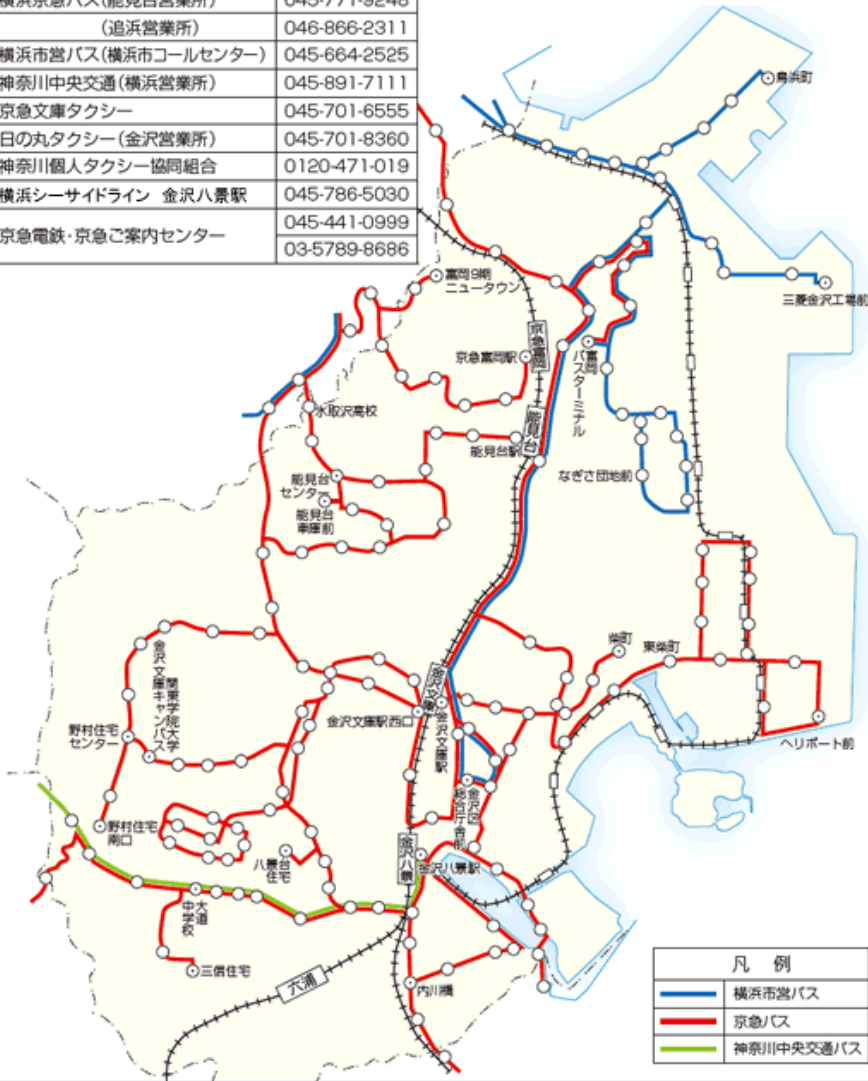 横浜京急バス(能見台営業所) 045-771-9248
(追浜営業所) 046-866-2311
横浜市営バス(横浜市コールセンター) 045-664-2525
神奈川中央交通(横浜営業所) 045-891-7111
京急文庫タクシー 045-701-6555
日の丸タクシー(金沢営業所) 045-701-8360
神奈川個人タクシー協同組合 0120-471-019
横浜シーサイドライン 金沢八景駅 045-786-5030
京急電鉄・京急ご案内センター 045-441-0999
03-5789-8686
鳥浜町
三菱金沢工場前
富岡9期
ニュータウン
京急富岡
京急富岡駅
富岡
バスターミナル
氷取沢高校
能見台
能見台駅
能見台
センター
能見台
車庫前
なぎさ団地前
柴町
東柴町
関東学院大学
金沢文庫キャンパス
金沢文庫
金沢文庫駅西口
金沢文庫駅
野村住宅
センター
ヘリポート前
金沢区
総合庁舎前
野村住宅
南口
八景台
住宅
金沢八景
金沢八景駅
大道
中学校
三信住宅
六浦
内川橋
凡 例
横浜市営バス
京急バス
神奈川中央交通バス